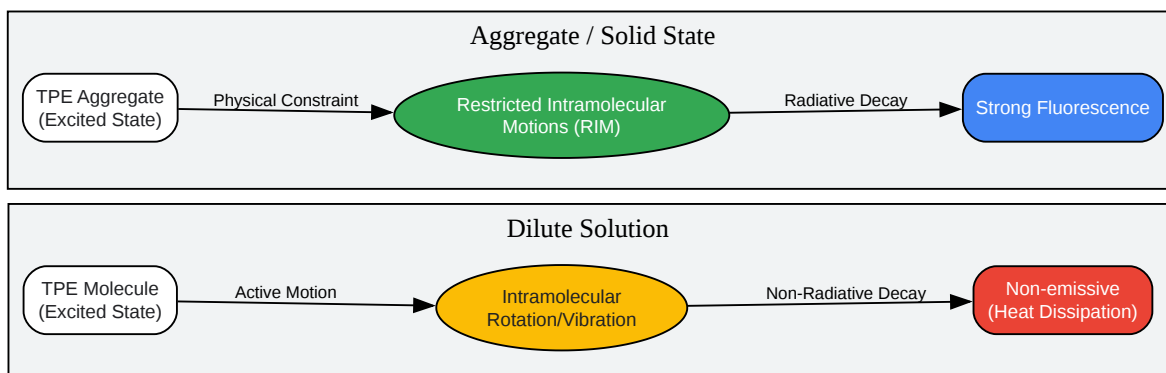 Aggregate / Solid State
TPE Aggregate
(Excited State)
Physical Constraint
Restricted Intramolecular
Motions (RIM)
Radiative Decay
Strong Fluorescence
Dilute Solution
TPE Molecule
(Excited State)
Active Motion
Intramolecular
Rotation/Vibration
Non-Radiative Decay
Non-emissive
(Heat Dissipation)